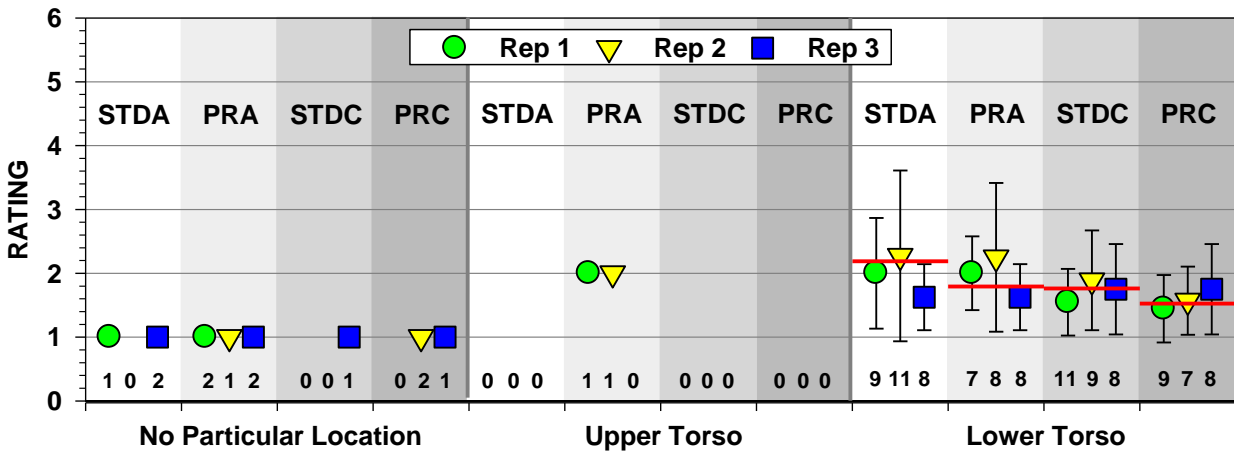 6
Rep 1 Rep 2 Rep 3
5
STDA PRA STDC PRC STDA PRA STDC PRC STDA PRA STDC PRC
4
RATING
3
2
1
1 0 2 2 1 2 0 0 1 0 2 1 0 0 0 1 1 0 0 0 0 0 0 0 9 11 8 7 8 8 11 9 8 9 7 8
0
No Particular Location Upper Torso Lower Torso